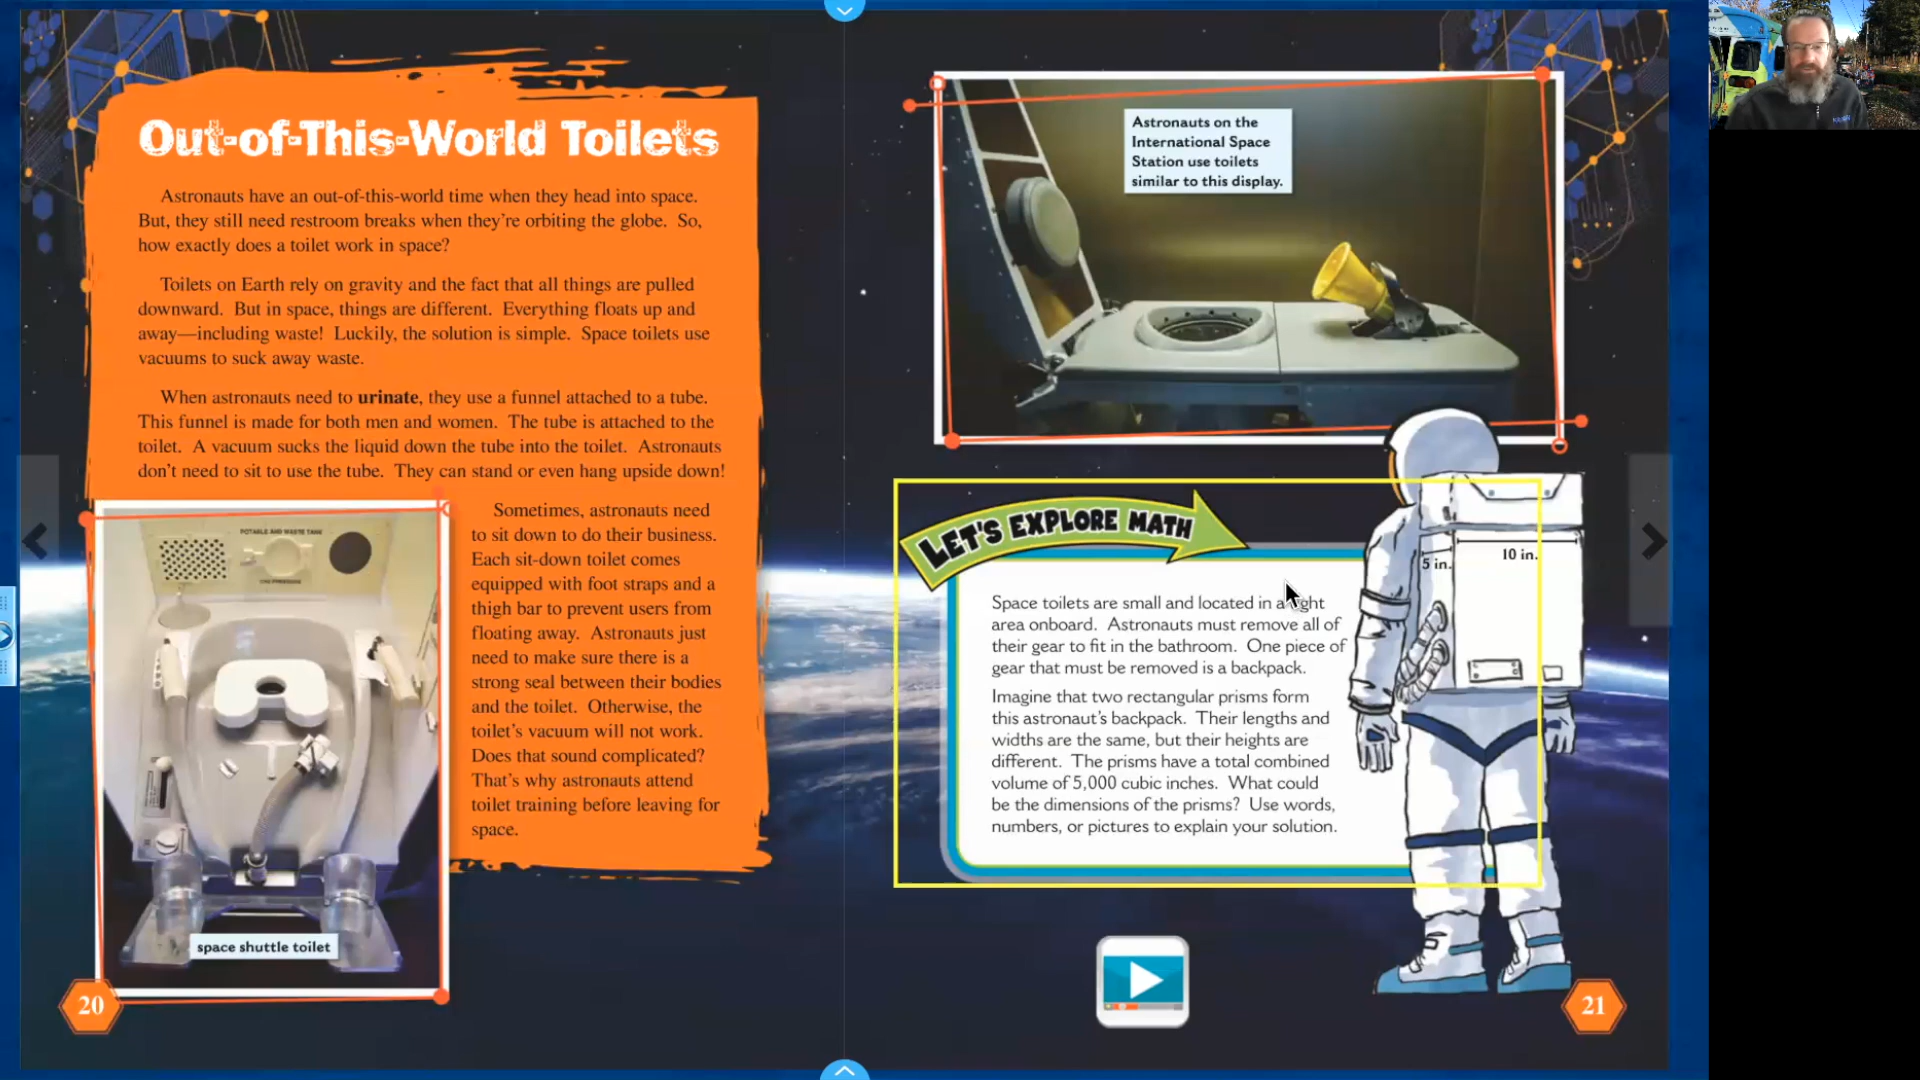 Out-of-This-World Toilets
Astronauts have an out-of-this-world time when they head into space.
But, they still need restroom breaks when they're orbiting the globe. So,
how exactly does a toilet work in space?
Toilets on Earth rely on gravity and the fact that all things are pulled
downward. But in space, things are different. Everything floats up and
away—including waste! Luckily, the solution is simple. Space toilets use
vacuums to suck away waste.
When astronauts need to urinate, they use a funnel attached to a tube.
This funnel is made for both men and women. The tube is attached to the
toilet. A vacuum sucks the liquid down the tube into the toilet. Astronauts
don't need to sit to use the tube. They can stand or even hang upside down!
Sometimes, astronauts need
to sit down to do their business.
Each sit-down toilet comes
equipped with foot straps and a
thigh bar to prevent users from
floating away. Astronauts just
need to make sure there is a
strong seal between their bodies
and the toilet. Otherwise, the
toilet's vacuum will not work.
Does that sound complicated?
That's why astronauts attend
toilet training before leaving for
space.
POTABLE AND WASTE TANK
space shuttle toilet
20
Astronauts on the
International Space
Station use toilets
similar to this display.
LET'S EXPLORE MATH
Space toilets are small and located in a
area onboard. Astronauts must remove all of
their gear to fit in the bathroom. One piece of
gear that must be removed is a backpack.
Imagine that two rectangular prisms form
this astronaut's backpack. Their lengths and
widths are the same, but their heights are
different. The prisms have a total combined
volume of 5,000 cubic inches. What could
be the dimensions of the prisms? Use words,
numbers, or pictures to explain your solution.
5 in.
10 in.
21